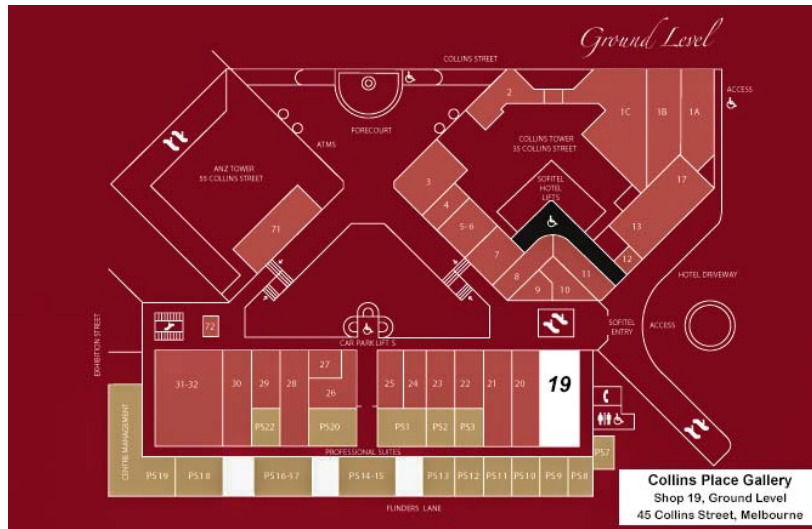 Ground Level
COLLINS STREET
2
1C
1B
1A
ACCESS
FORECOURT
ATMS
COLLINS TOWER
35 COLLINS STREET
ANZ TOWER
55 COLLINS STREET
SOFITEL
HOTEL
LIFTS
3
4
5-6
7
8
9
10
11
12
13
17
71
HOTEL DRIVEWAY
EXHIBITION STREET
72
CAR PARK LIFTS
SOFITEL
ENTRY
ACCESS
31-32
30
29
28
27
26
25
24
23
22
21
20
19
PS22
PS20
PS1
PS2
PS3
PS7
CENTRE MANAGEMENT
PROFESSIONAL SUITES
PS19
PS18
PS16-17
PS14-15
PS13
PS12
PS11
PS10
PS9
PS8
FLINDERS LANE
Collins Place Gallery
Shop 19, Ground Level
45 Collins Street, Melbourne